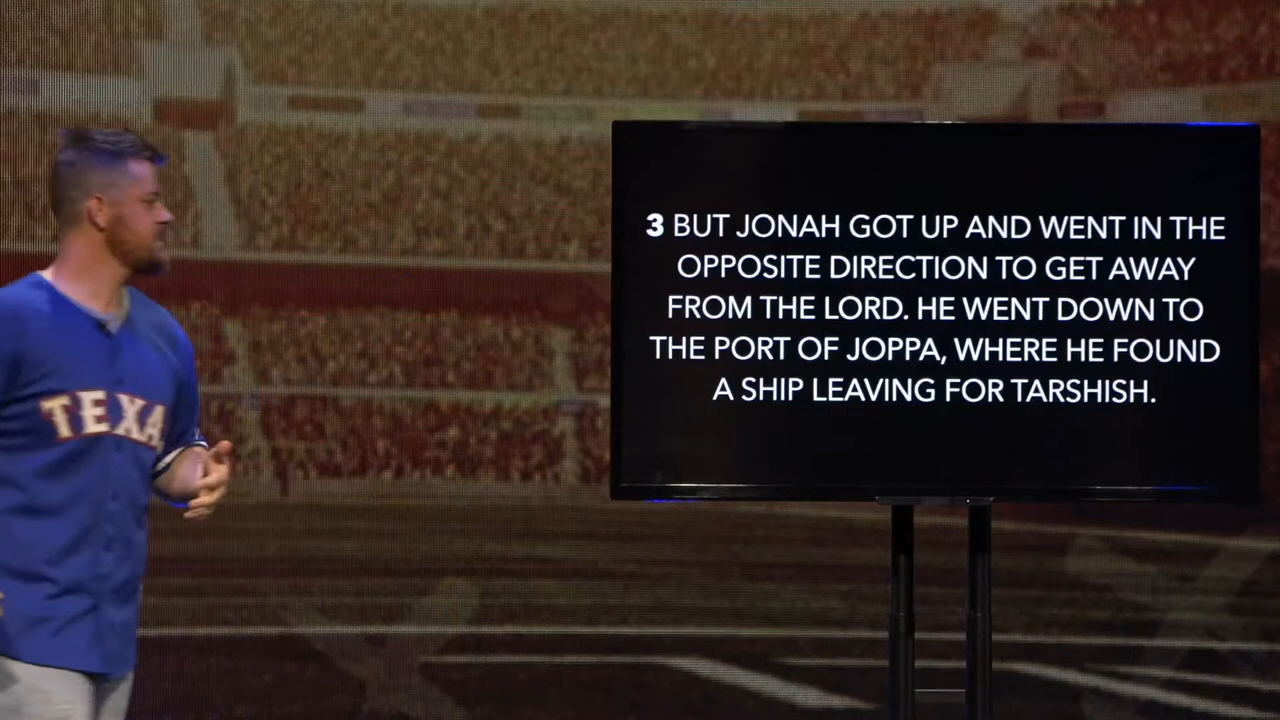 TEXA
3 BUT JONAH GOT UP AND WENT IN THE
OPPOSITE DIRECTION TO GET AWAY
FROM THE LORD. HE WENT DOWN TO
THE PORT OF JOPPA, WHERE HE FOUND
A SHIP LEAVING FOR TARSHISH.